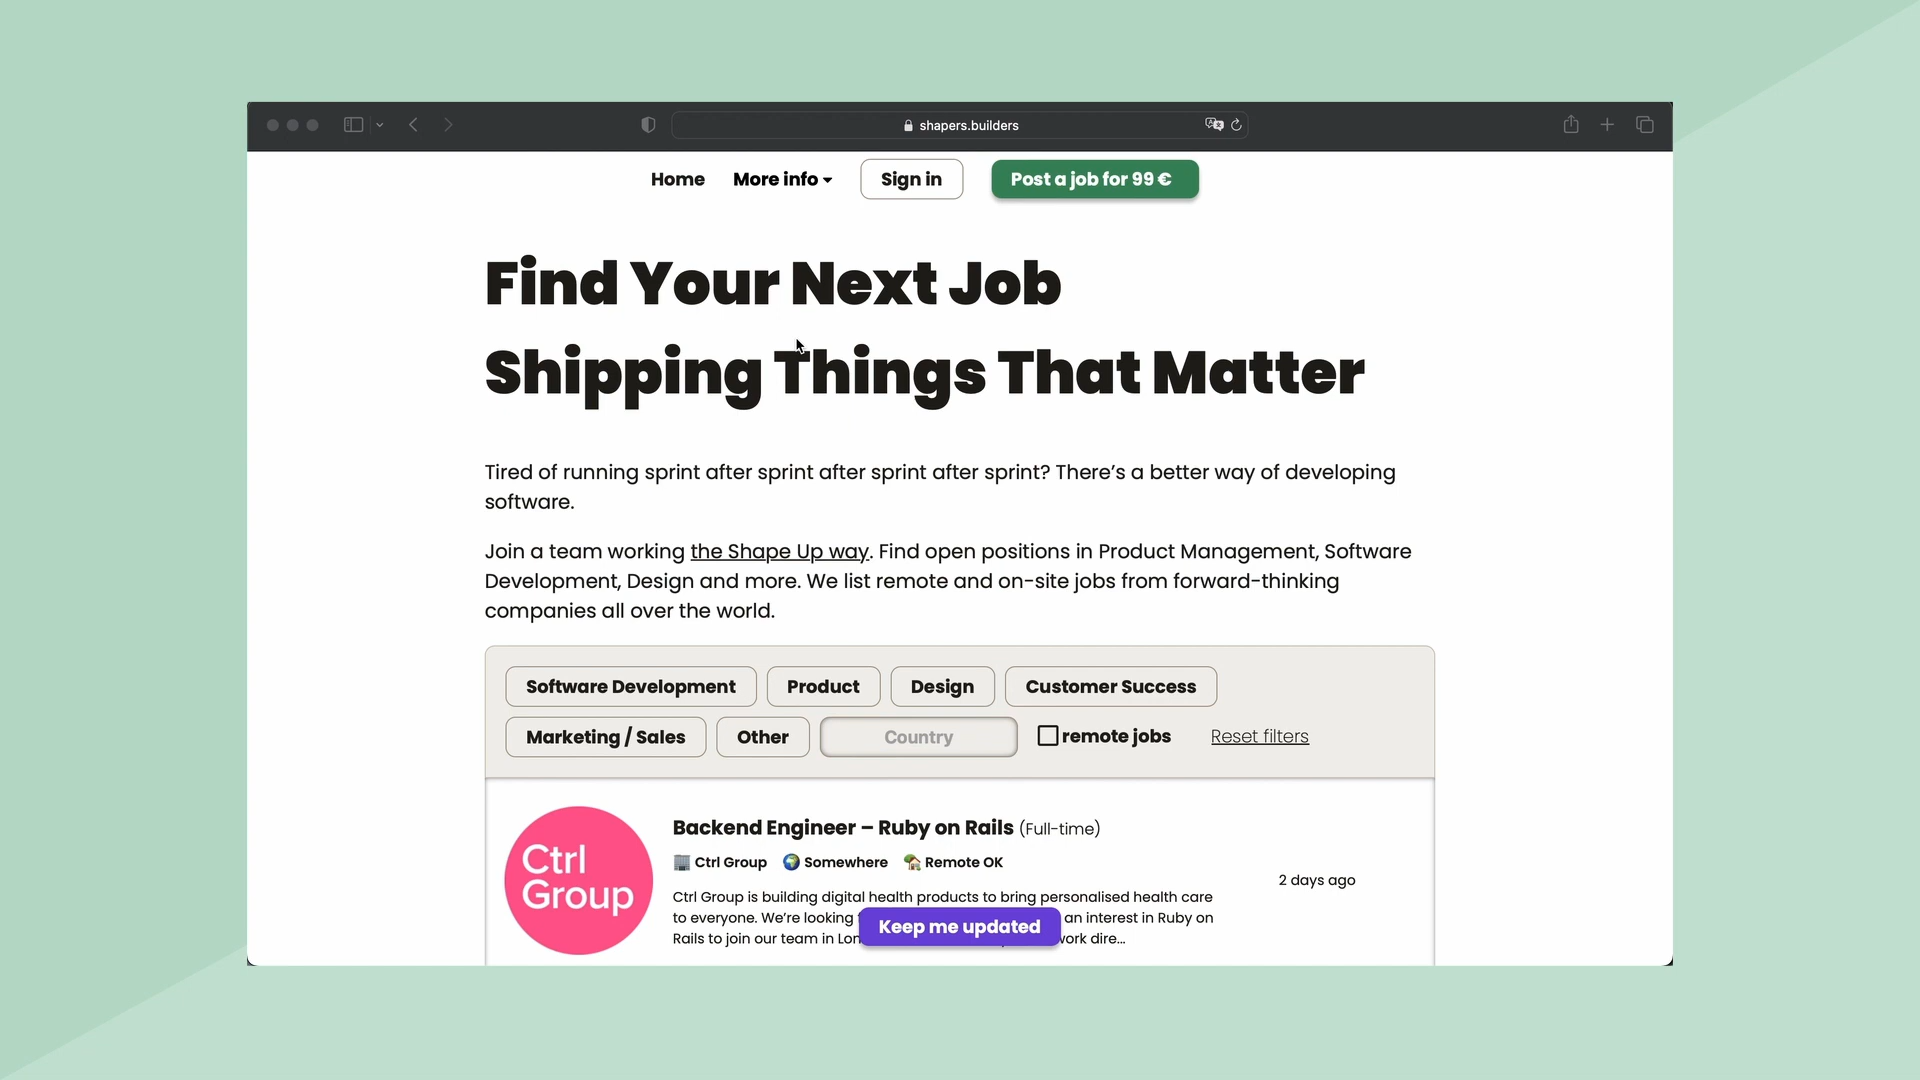 shapers.builders
Home More info Sign in Post a job for 99 €
Find Your Next Job
Shipping Things That Matter
Tired of running sprint after sprint after sprint after sprint? There’s a better way of developing
software.
Join a team working the Shape Up way. Find open positions in Product Management, Software
Development, Design and more. We list remote and on-site jobs from forward-thinking
companies all over the world.
Software Development Product Design Customer Success
Marketing / Sales Other Country remote jobs Reset filters
Ctrl
Group
Backend Engineer – Ruby on Rails (Full-time)
Ctrl Group Somewhere Remote OK
2 days ago
Ctrl Group is building digital health products to bring personalised health care
to everyone. We’re looking an interest in Ruby on
Rails to join our team in dire...
Keep me updated